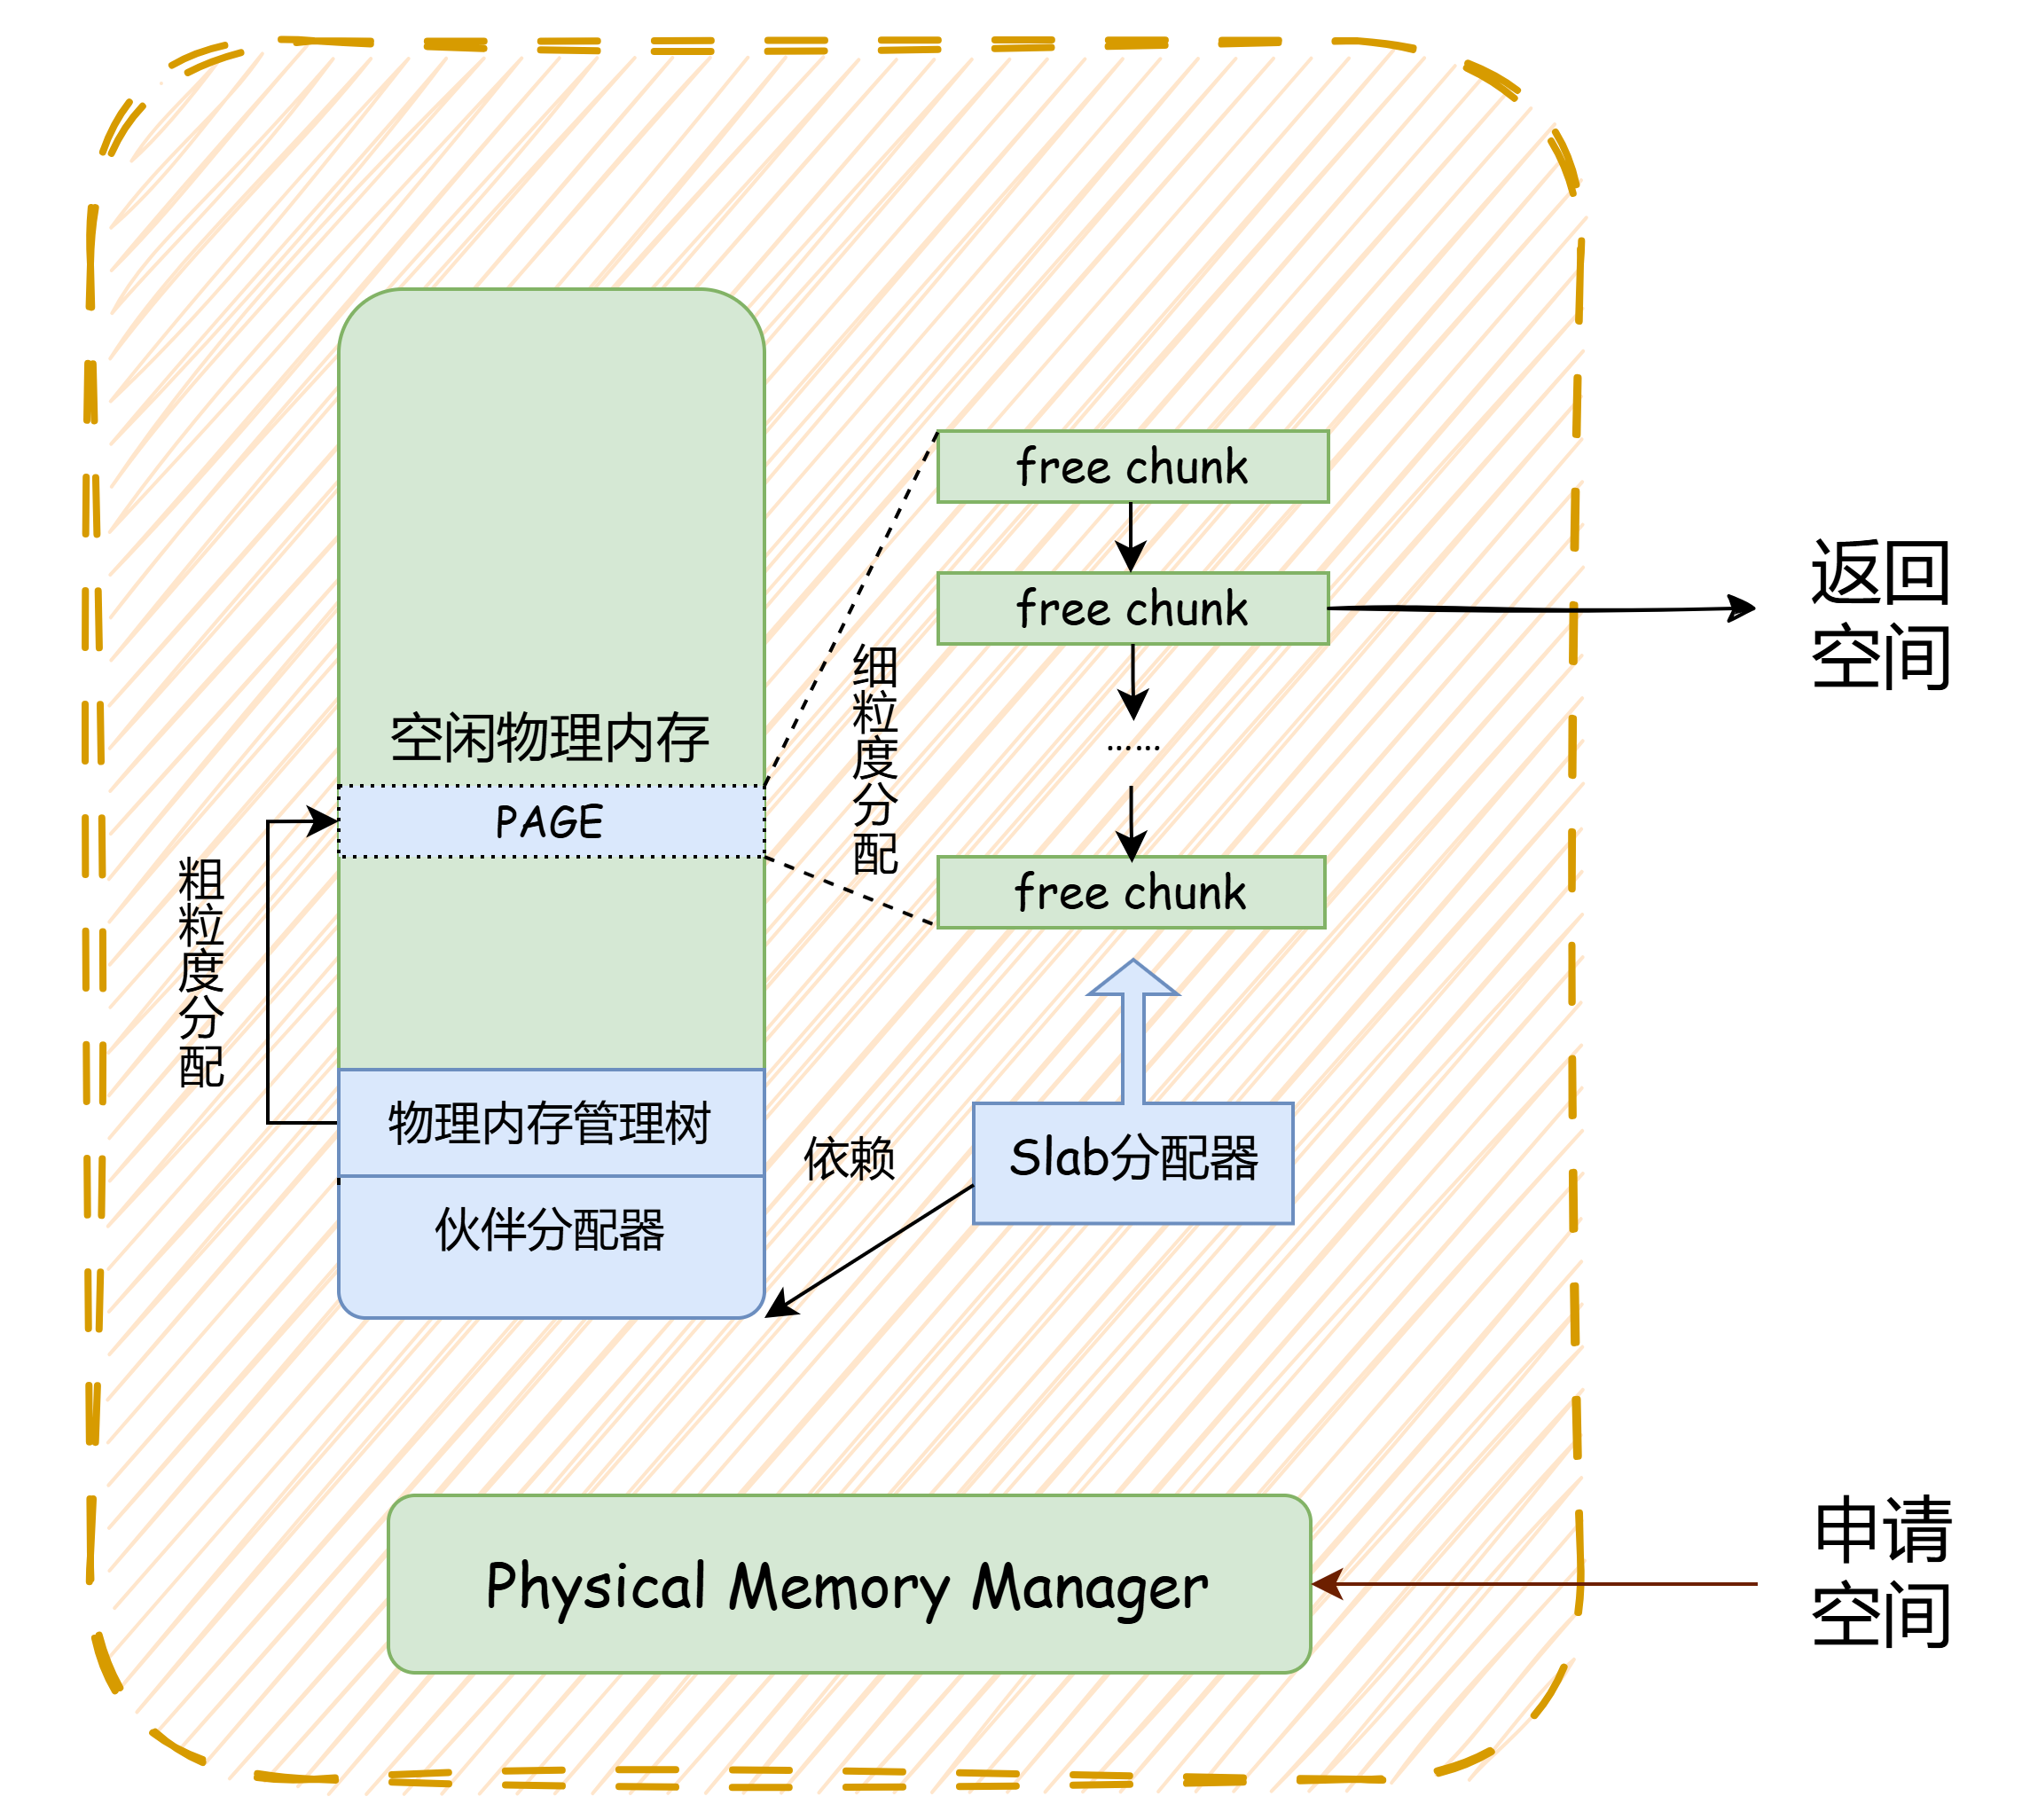 free chunk
free chunk
返回
空间
细粒度分配
空闲物理内存
……
PAGE
粗粒度分配
free chunk
物理内存管理树
依赖
Slab分配器
伙伴分配器
申请
空间
Physical Memory Manager